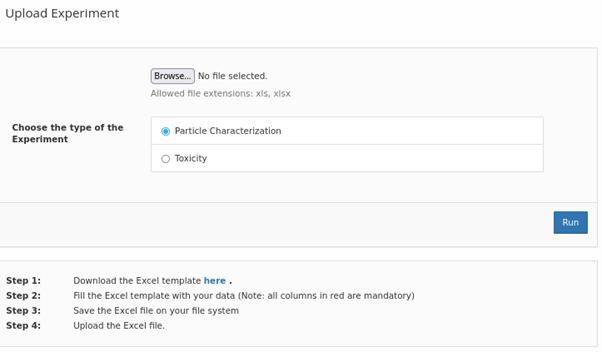 Upload Experiment
Browse... No file selected.
Allowed file extensions: xls, xlsx
Choose the type of the
Experiment
Particle Characterization
Toxicity
Run
Step 1: Download the Excel template here .
Step 2: Fill the Excel template with your data (Note: all columns in red are mandatory)
Step 3: Save the Excel file on your file system
Step 4: Upload the Excel file.